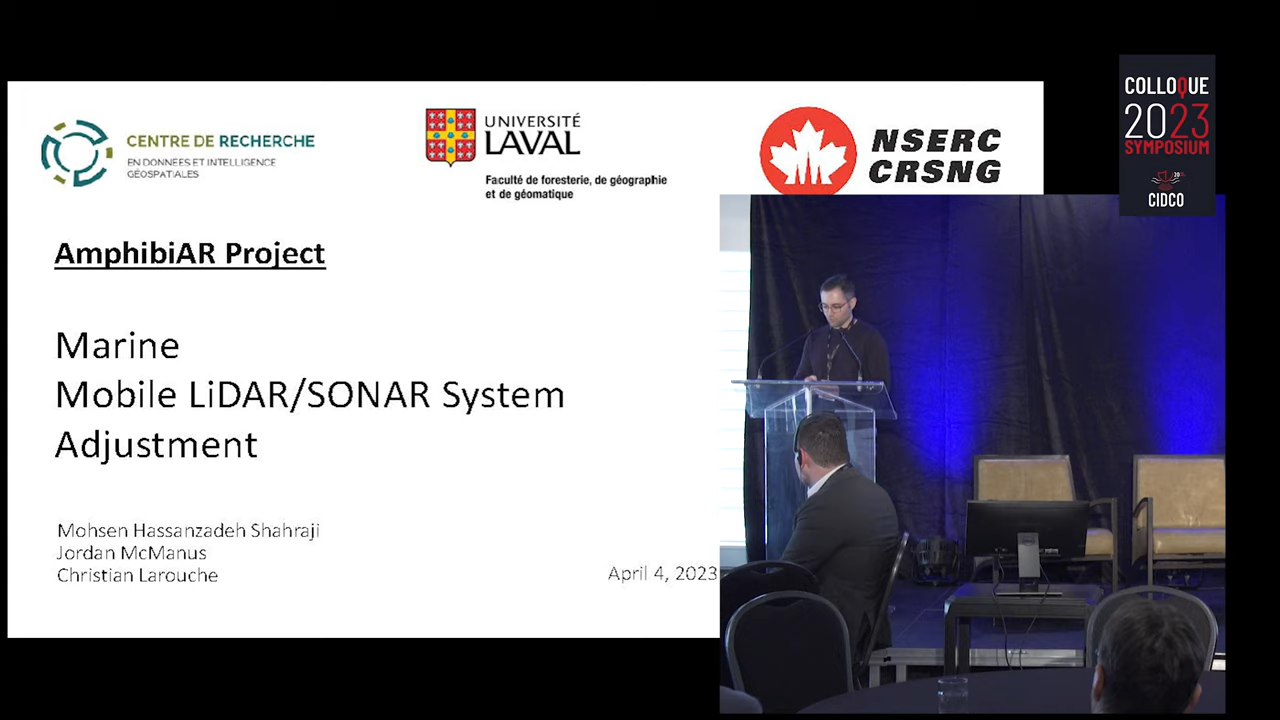 CENTRE DE RECHERCHE
EN DONNÉES ET INTELLIGENCE
GÉOSPATIALES
UNIVERSITÉ
LAVAL
Faculté de foresterie, de géographie
et de géomatique
NSERC
CRSNG
COLLOQUE
2023
SYMPOSIUM
CIDCO
AmphibiAR Project
Marine
Mobile LiDAR/SONAR System
Adjustment
Mohsen Hassanzadeh Shahraji
Jordan McManus
Christian Larouche
April 4, 2023